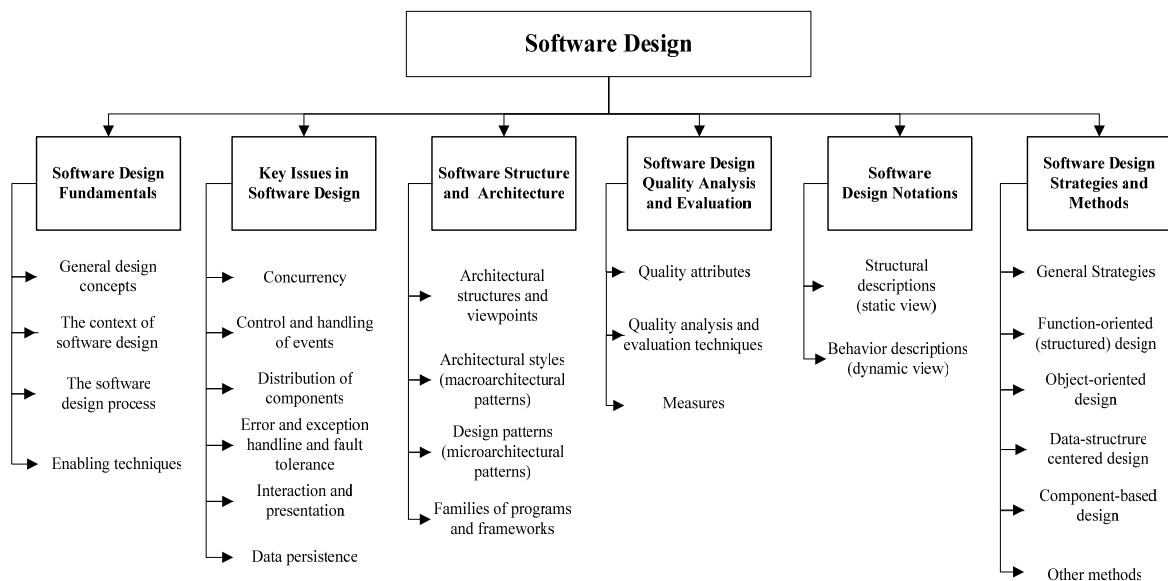 Software Design
Software Design
Fundamentals
General design
concepts
The context of
software design
The software
design process
Enabling techniques
Key Issues in
Software Design
Concurrency
Control and handling
of events
Distribution of
components
Error and exception
handline and fault
tolerance
Interaction and
presentation
Data persistence
Software Structure
and Architecture
Architectural
structures and
viewpoints
Architectural styles
(macroarchitectural
patterns)
Design patterns
(microarchitectural
patterns)
Families of programs
and frameworks
Software Design
Quality Analysis
and Evaluation
Quality attributes
Quality analysis and
evaluation techniques
Measures
Software
Design Notations
Structural
descriptions
(static view)
Behavior descriptions
(dynamic view)
Software Design
Strategies and
Methods
General Strategies
Function-oriented
(structured) design
Object-oriented
design
Data-structrure
centered design
Component-based
design
Other methods